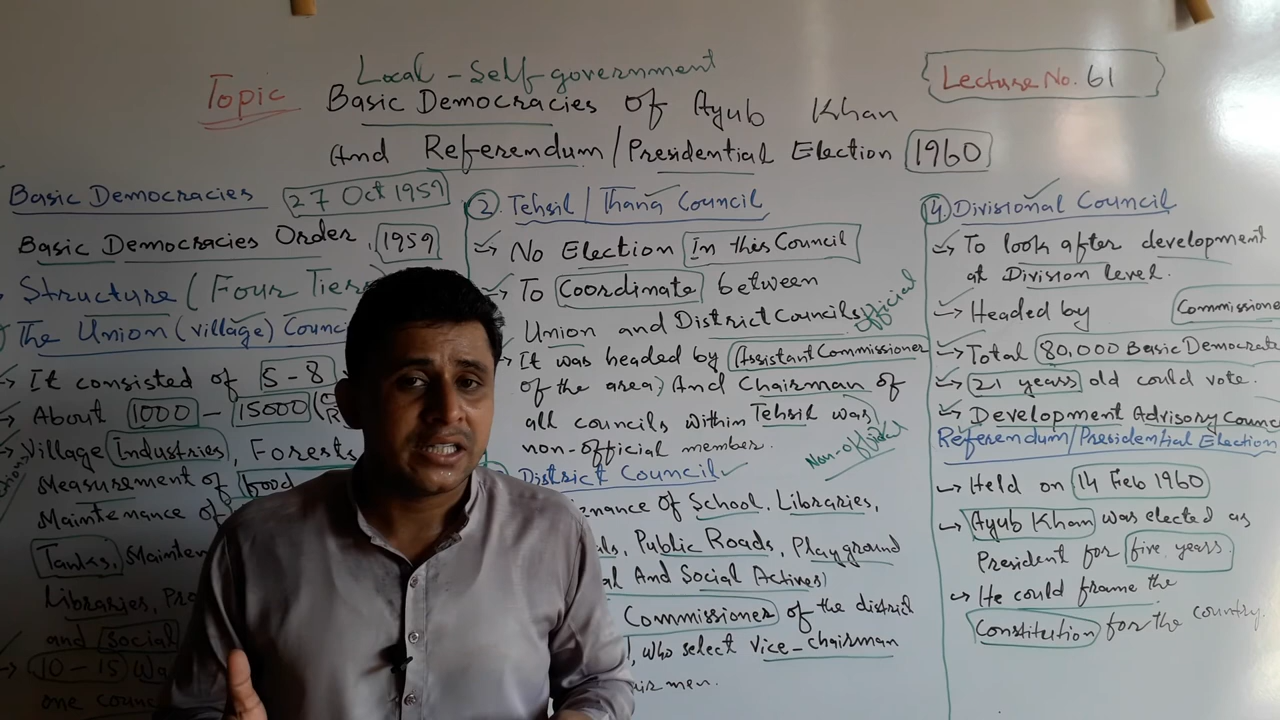 Local-Self-government
Topic Basic Democracies of Ayub Khan
And Referendum/Presidential Election 1960
Lecture No. 61
Basic Democracies 27 Oct 1959
Basic Democracies Order, 1959
Structure (Four Tiers
The Union (village) Counci
It consisted of 5-8
About 1000 - 15000
Village Industries, Forests
Measurement of food
Maintenance of
Tanks, Mainten
Libraries, Pro
and social
10-15 Wa
one counc
2. Tehsil / Thana Council
No Election In this Council
To Coordinate between
Union and District Councils official
It was headed by Assistant Commissioner
of the area; And Chairman of
all councils within Tehsil was
non-official member. Non-official
District Council
nance of School, Libraries,
ls, Public Roads, Playground
al And Social Actives)
Commissioner of the district
, who select vice-chairman
irmen.
4. Divisional Council
To look after development
at Division level.
Headed by Commissione
Total 80,000 Basic Democrats
21 years old could vote.
Development Advisory Counc
Referendum/Presidential Election
Held on 14 Feb 1960
Ayub Khan was elected as
President for five years.
He could frame the
Constitution for the country.